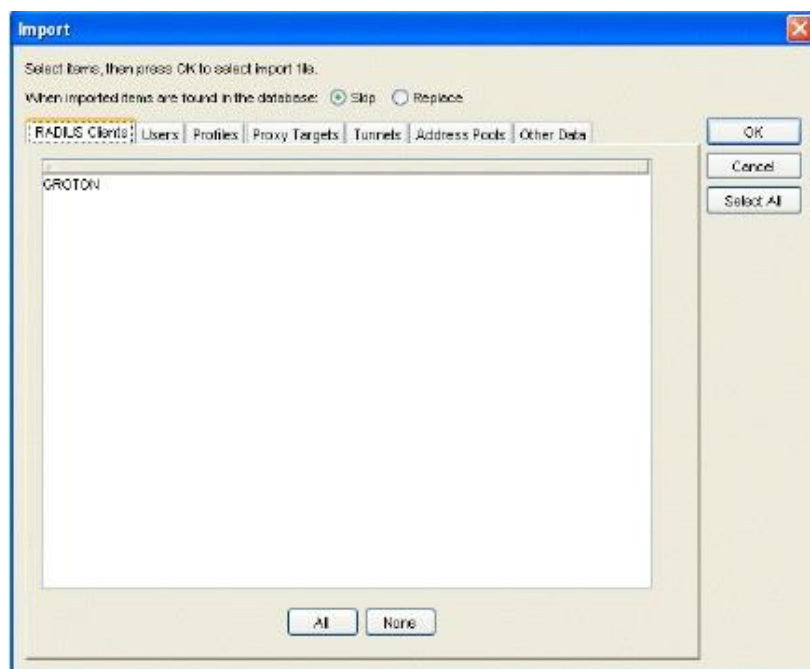 Import
Select items, then press OK to select import file.
When imported items are found in the database: Skip Replace
RADIUS Clients Users Profiles Proxy Targets Tunnels Address Pools Other Data
OK
Cancel
Select All
GROTON
All None